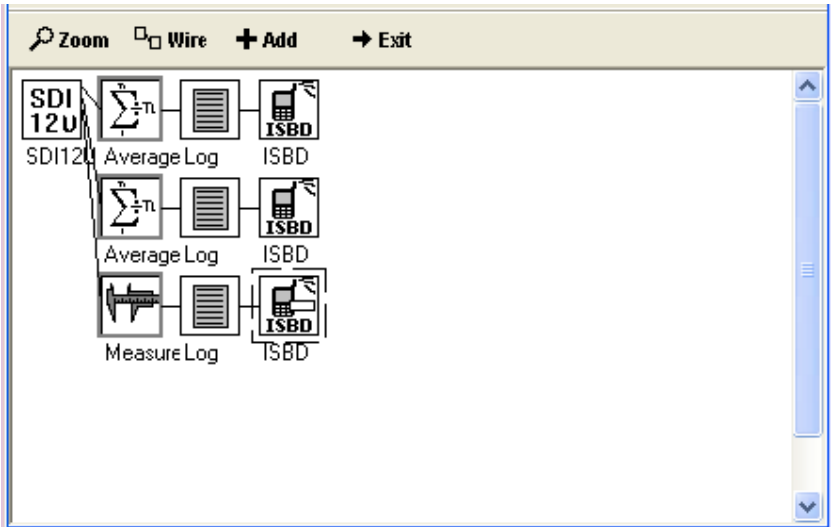 Zoom Wire Add Exit
SDI
12U
ISBD
SDI12U Average Log ISBD
ISBD
Average Log ISBD
ISBD
Measure Log ISBD